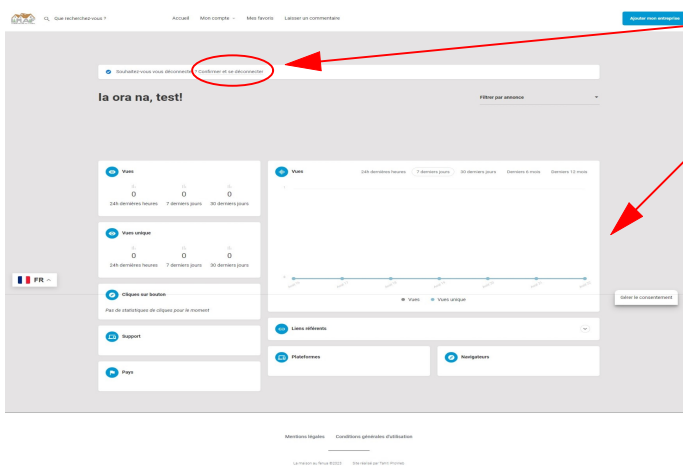 Que recherchez-vous ?
Accueil Mon compte Mes favoris Laisser un commentaire
Ajouter mon entreprise
Souhaitez-vous vous déconnecter ? Confirmer et se déconnecter
Ia ora na, test!
Filtrer par annonce
Vues
0 0 0
24h dernières heures 7 derniers jours 30 derniers jours
Vues unique
0 0 0
24h dernières heures 7 derniers jours 30 derniers jours
Cliques sur bouton
Pas de statistiques de cliques pour le moment
Support
Pays
Vues
24h dernières heures 7 derniers jours 30 derniers jours Derniers 6 mois Derniers 12 mois
Vues Vues unique
Liens référents
Plateformes
Navigateurs
FR
Gérer le consentement
Mentions légales Conditions générales d'utilisation